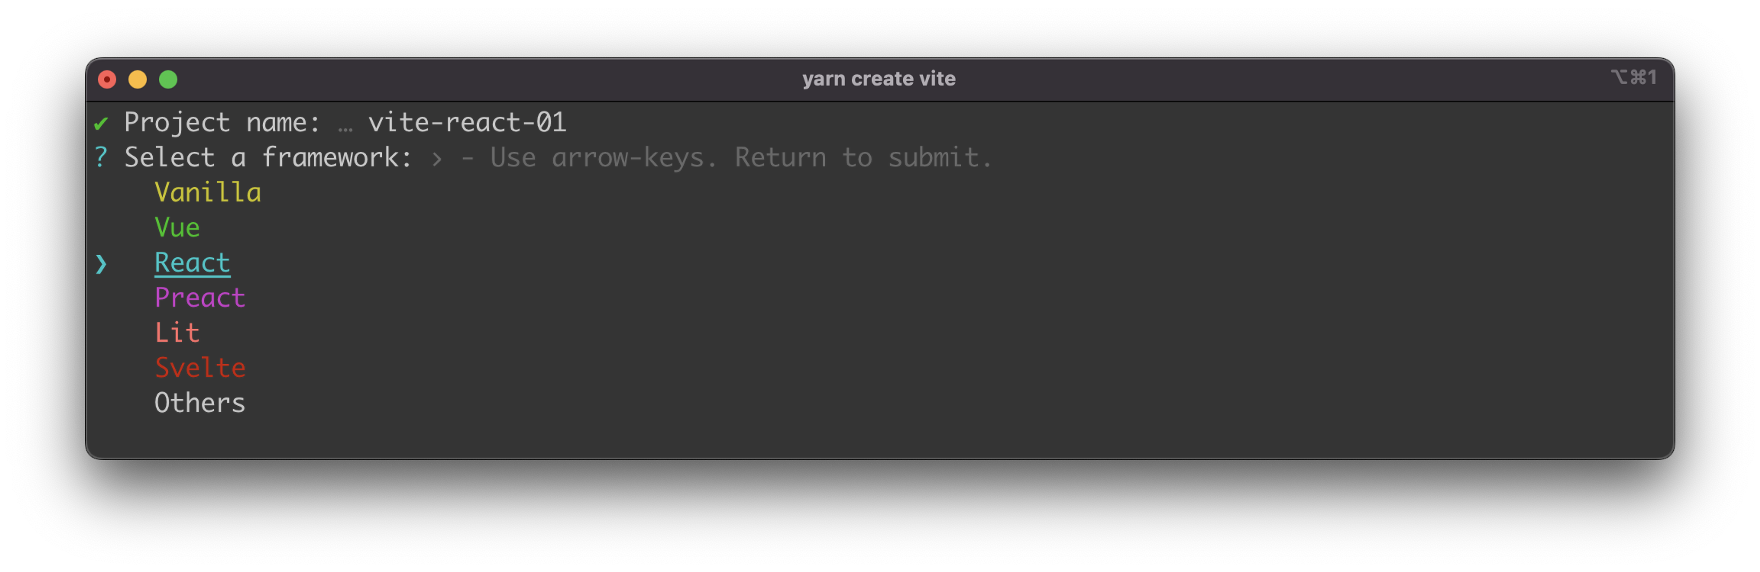 yarn create vite
⌥⌘1
✔ Project name: … vite-react-01
? Select a framework: › - Use arrow-keys. Return to submit.
Vanilla
Vue
❯ React
Preact
Lit
Svelte
Others